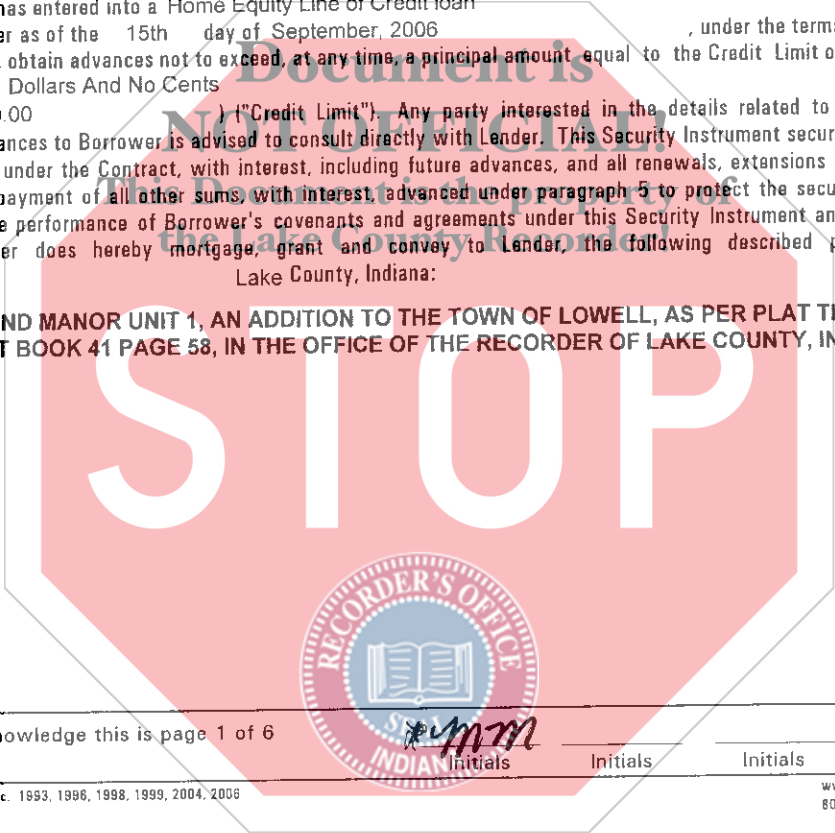 has entered into a Home Equity Line of Credit loan
er as of the 15th day of September, 2006 , under the terms
obtain advances not to exceed, at any time, a principal amount equal to the Credit Limit o
Document is
Dollars And No Cents
0.00 ) ("Credit Limit"). Any party interested in the details related to
NOT OFFICIAL!
ances to Borrower is advised to consult directly with Lender. This Security Instrument secur
under the Contract, with interest, including future advances, and all renewals, extensions
This Document is the property of
payment of all other sums, with interest, advanced under paragraph 5 to protect the secu
e performance of Borrower's covenants and agreements under this Security Instrument an
the Lake County Recorder!
er does hereby mortgage, grant and convey to Lender, the following described p
Lake County, Indiana:
ND MANOR UNIT 1, AN ADDITION TO THE TOWN OF LOWELL, AS PER PLAT TH
T BOOK 41 PAGE 58, IN THE OFFICE OF THE RECORDER OF LAKE COUNTY, IN
STOP
RECORDER'S OFFICE
SEAL
INDIANA
owledge this is page 1 of 6
MM
Initials Initials Initials
c. 1993, 1996, 1998, 1999, 2004, 2006